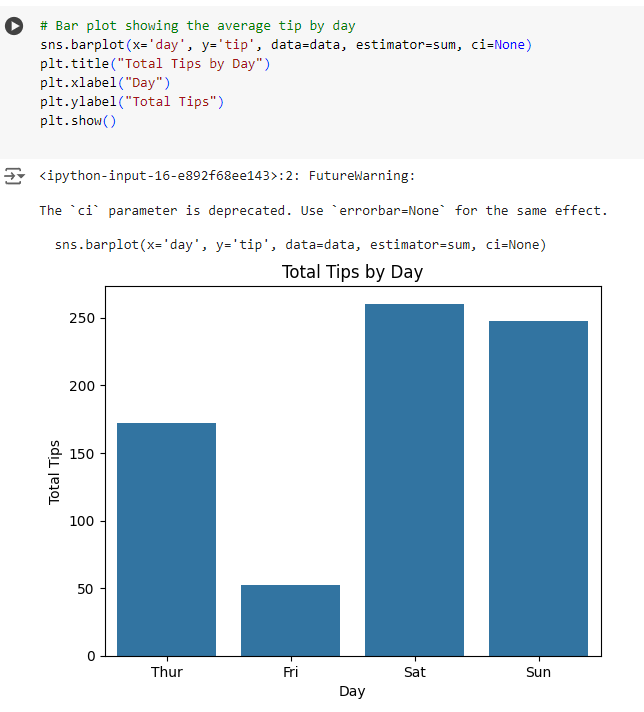 # Bar plot showing the average tip by day
sns.barplot(x='day', y='tip', data=data, estimator=sum, ci=None)
plt.title("Total Tips by Day")
plt.xlabel("Day")
plt.ylabel("Total Tips")
plt.show()
<ipython-input-16-e892f68ee143>:2: FutureWarning:
The `ci` parameter is deprecated. Use `errorbar=None` for the same effect.
sns.barplot(x='day', y='tip', data=data, estimator=sum, ci=None)
Total Tips by Day
Total Tips
250
200
150
100
50
0
Thur Fri Sat Sun
Day